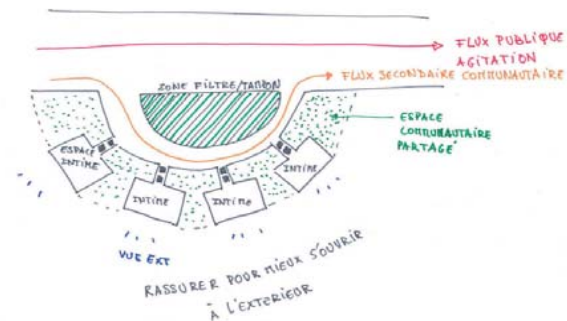 FLUX PUBLIQUE
AGITATION
FLUX SECONDAIRE COMMUNAUTAIRE
ZONE FILTRE/TAMPON
ESPACE
COMMUNAUTAIRE
PARTAGÉ
ESPACE
INTIME
INTIME
INTIME
INTIME
VUE EXT
RASSURER POUR MIEUX S'OUVRIR
À L'EXTERIEUR